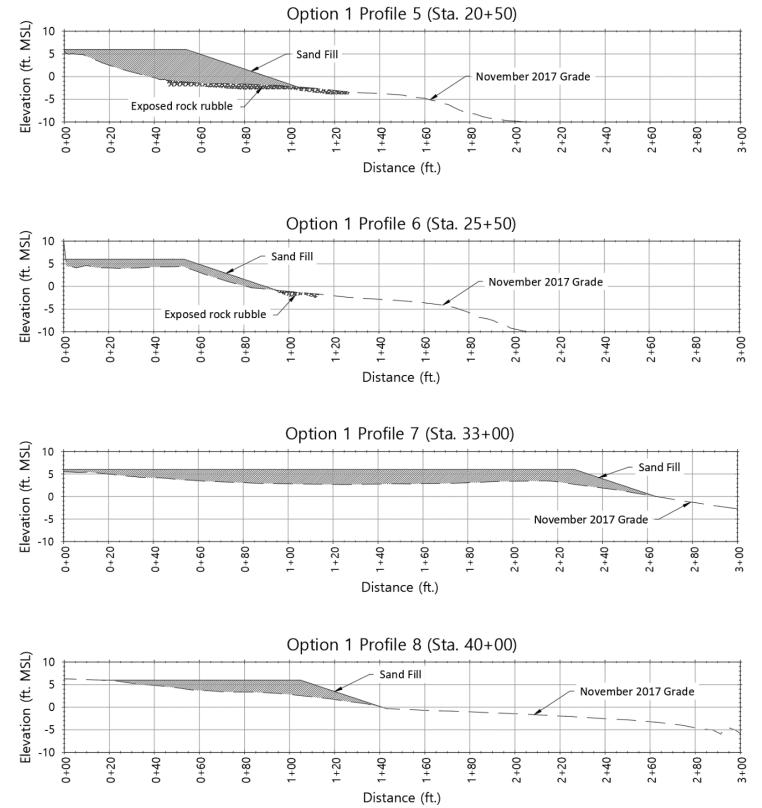 Option 1 Profile 5 (Sta. 20+50)
Elevation (ft. MSL)
10
5
0
-5
-10
Sand Fill
November 2017 Grade
Exposed rock rubble
0+00 0+20 0+40 0+60 0+80 1+00 1+20 1+40 1+60 1+80 2+00 2+20 2+40 2+60 2+80 3+00
Distance (ft.)
Option 1 Profile 6 (Sta. 25+50)
Elevation (ft. MSL)
10
5
0
-5
-10
Sand Fill
November 2017 Grade
Exposed rock rubble
0+00 0+20 0+40 0+60 0+80 1+00 1+20 1+40 1+60 1+80 2+00 2+20 2+40 2+60 2+80 3+00
Distance (ft.)
Option 1 Profile 7 (Sta. 33+00)
Elevation (ft. MSL)
10
5
0
-5
-10
Sand Fill
November 2017 Grade
0+00 0+20 0+40 0+60 0+80 1+00 1+20 1+40 1+60 1+80 2+00 2+20 2+40 2+60 2+80 3+00
Distance (ft.)
Option 1 Profile 8 (Sta. 40+00)
Elevation (ft. MSL)
10
5
0
-5
-10
Sand Fill
November 2017 Grade
0+00 0+20 0+40 0+60 0+80 1+00 1+20 1+40 1+60 1+80 2+00 2+20 2+40 2+60 2+80 3+00
Distance (ft.)